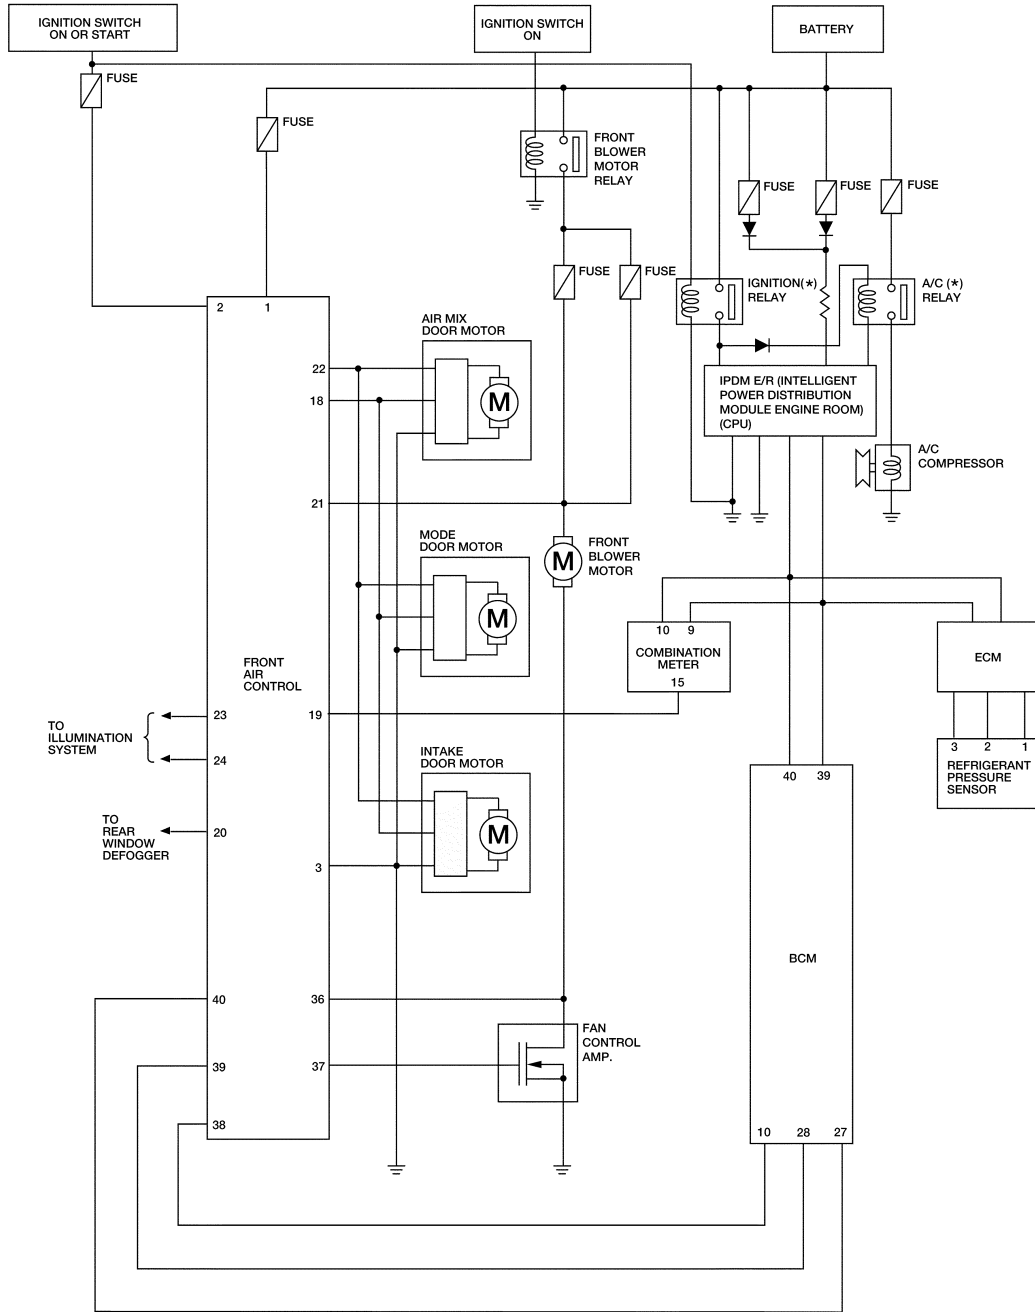 IGNITION SWITCH
ON OR START
IGNITION SWITCH
ON
BATTERY
FUSE
FUSE
FRONT
BLOWER
MOTOR
RELAY
FUSE
FUSE
FUSE
FUSE
FUSE
IGNITION(*)
RELAY
A/C (*)
RELAY
2
1
AIR MIX
DOOR MOTOR
22
18
M
IPDM E/R (INTELLIGENT
POWER DISTRIBUTION
MODULE ENGINE ROOM)
(CPU)
A/C
COMPRESSOR
21
MODE
DOOR MOTOR
M
FRONT
BLOWER
MOTOR
M
10
9
COMBINATION
METER
15
ECM
FRONT
AIR
CONTROL
19
23
24
TO
ILLUMINATION
SYSTEM
3
2
1
REFRIGERANT
PRESSURE
SENSOR
INTAKE
DOOR MOTOR
M
40
39
20
TO
REAR
WINDOW
DEFOGGER
3
BCM
40
36
FAN
CONTROL
AMP.
39
37
38
10
28
27